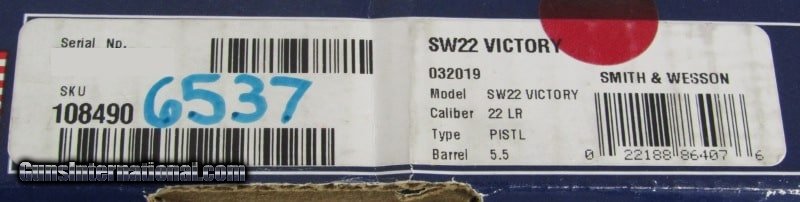 Serial No.
SKU
108490
6537
GunsInternational.com
SW22 VICTORY
032019
Model SW22 VICTORY
Caliber 22 LR
Type PISTL
Barrel 5.5
SMITH & WESSON
0 22188 86407 6